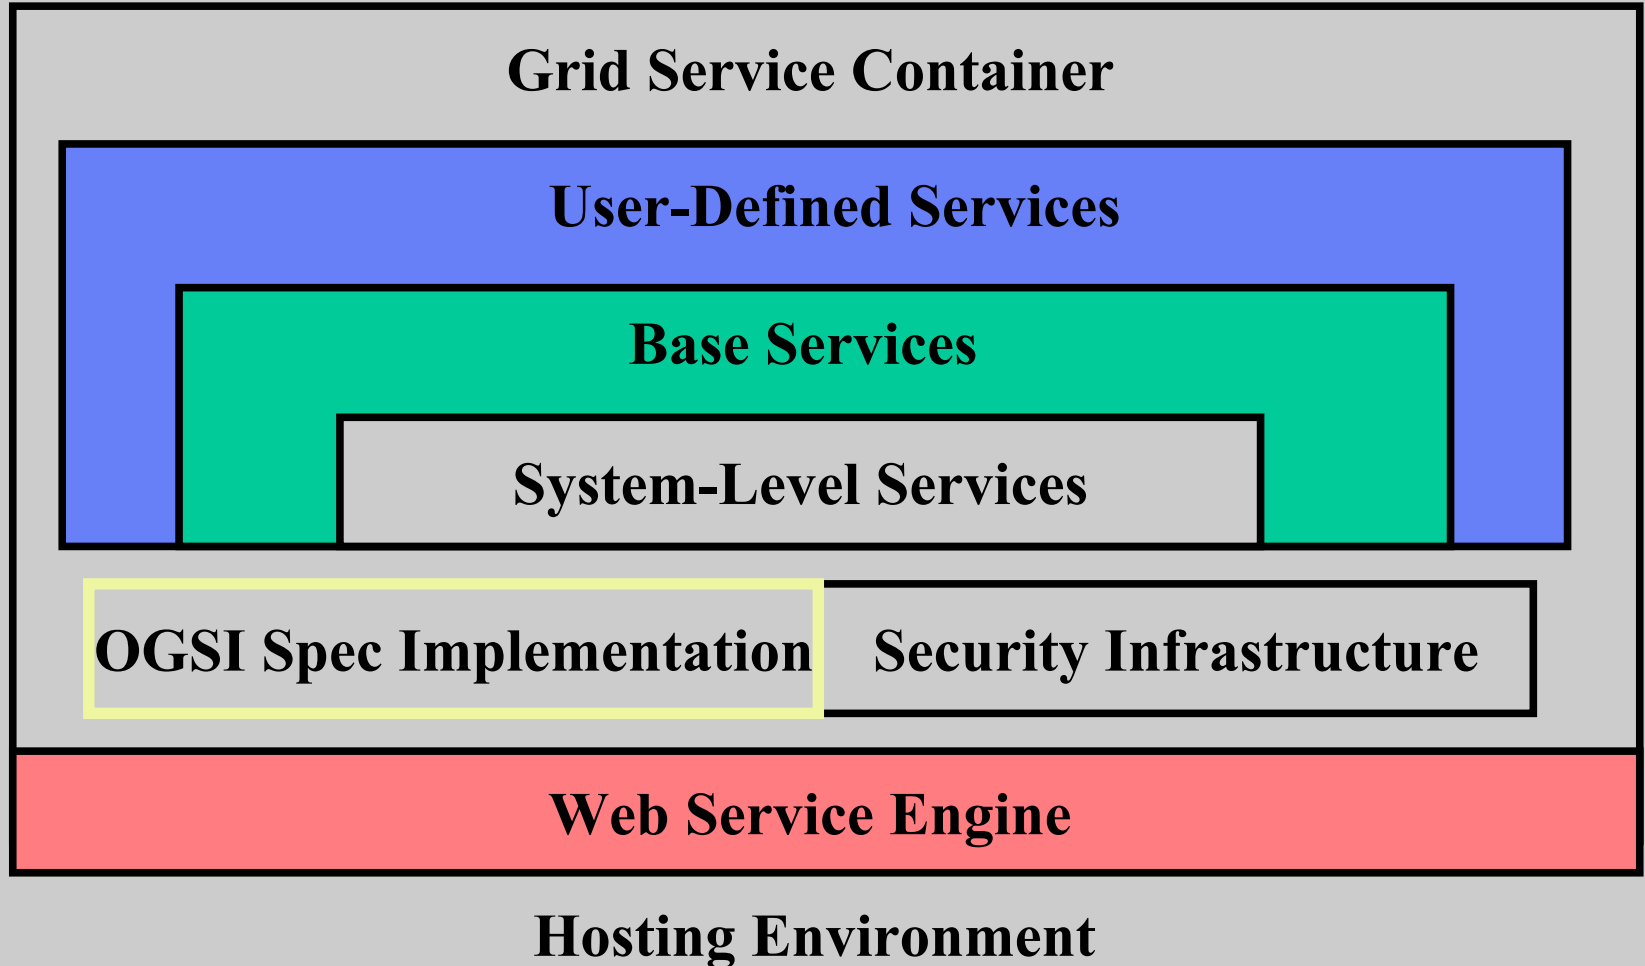 Grid Service Container
User-Defined Services
Base Services
System-Level Services
OGSI Spec Implementation
Security Infrastructure
Web Service Engine
Hosting Environment